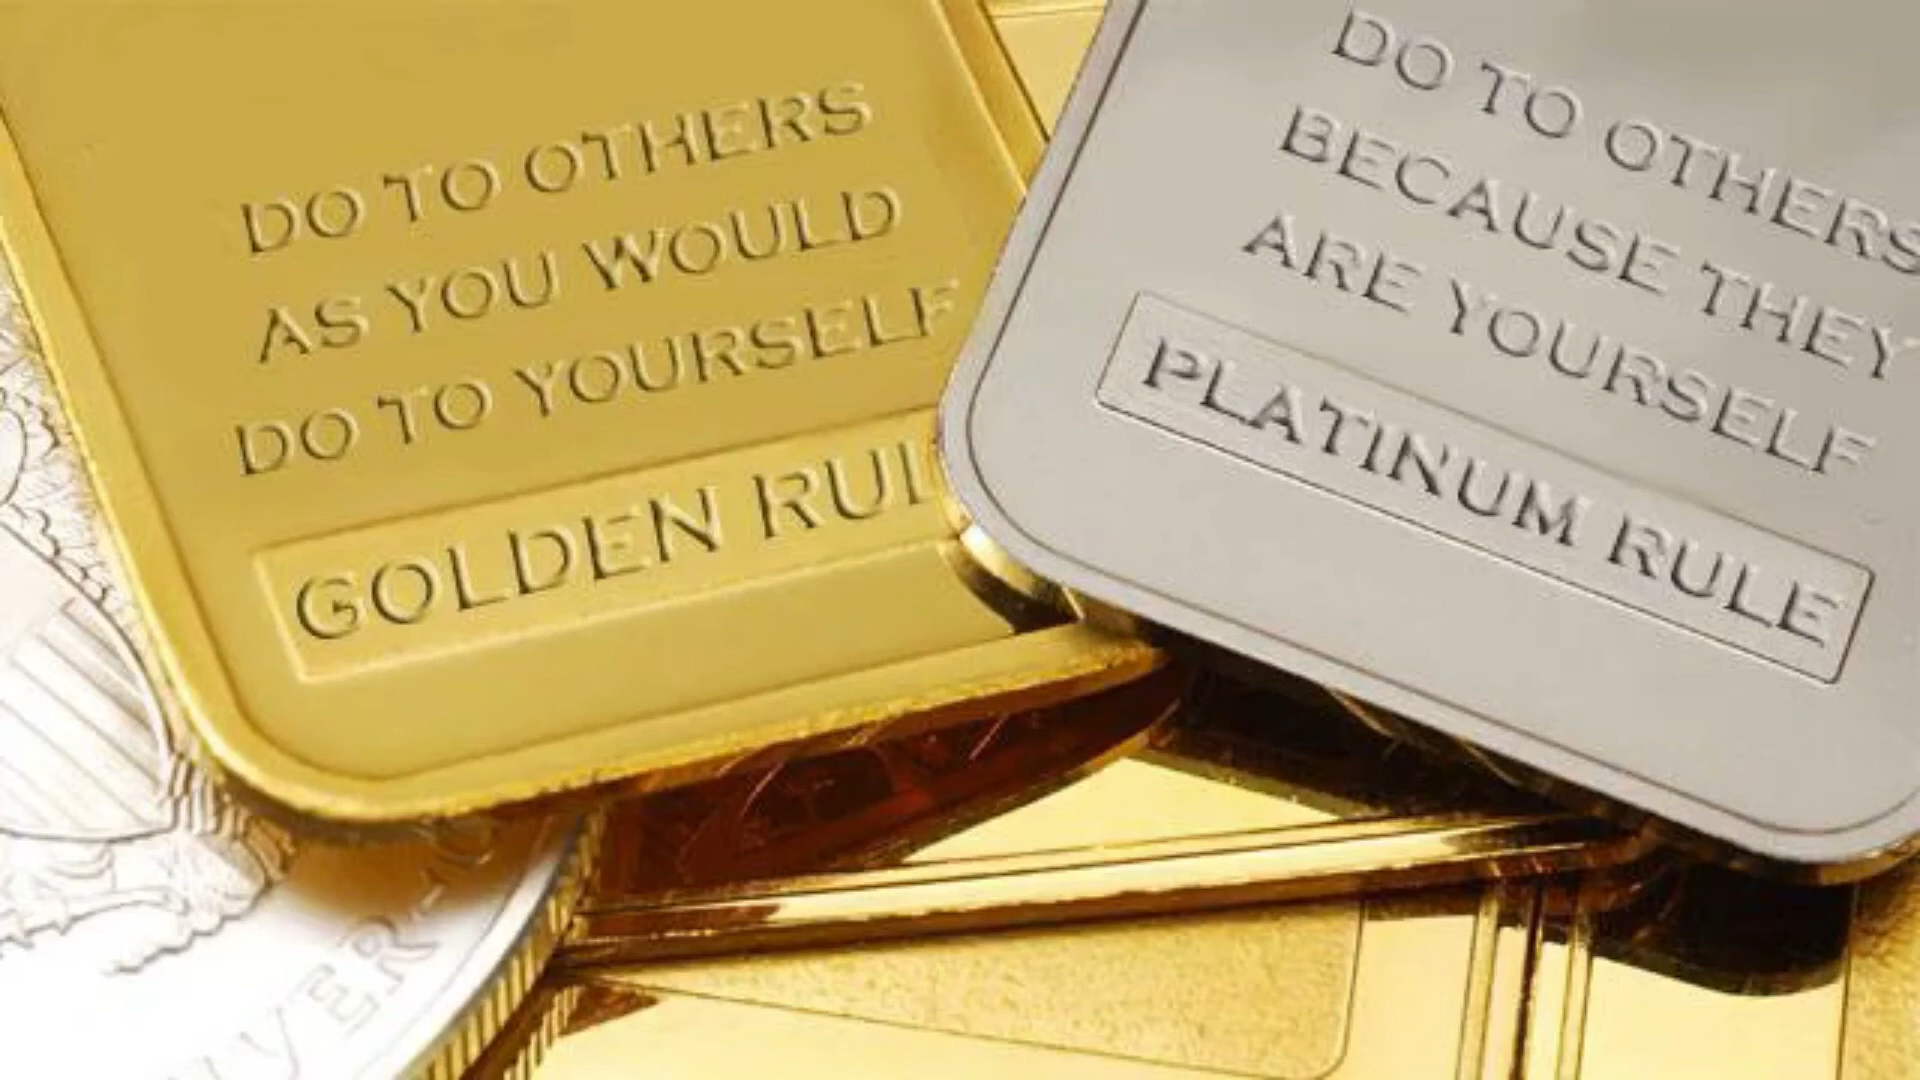 DO TO OTHERS
AS YOU WOULD
DO TO YOURSELF
GOLDEN RUL
DO TO OTHERS
BECAUSE THEY
ARE YOURSELF
PLATINUM RULE